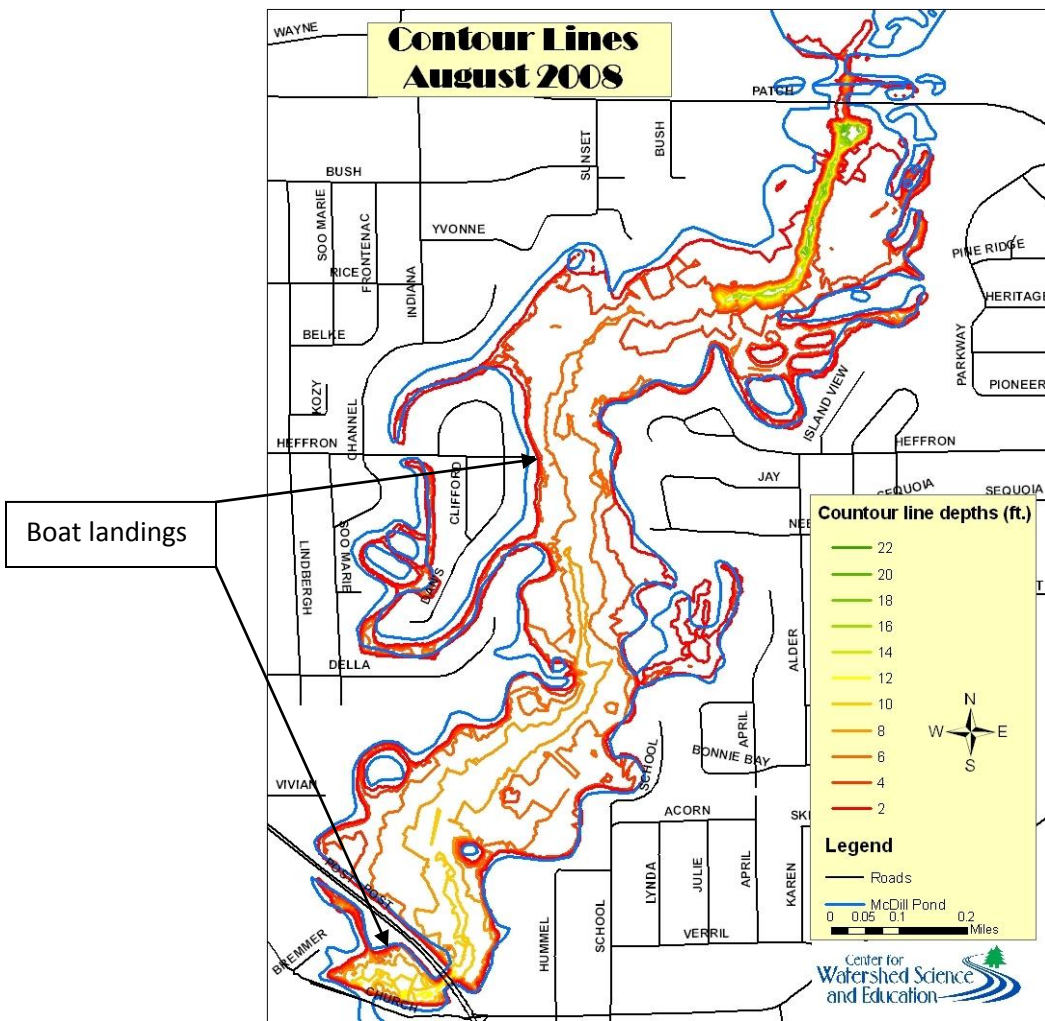 WAYNE
Contour Lines
August 2008
PATCH
BUSH
SUNSET
BUSH
SOO MARIE
FRONTENAC
YVONNE
RICE
INDIANA
BELKE
PINE RIDGE
HERITAGE
PARKWAY
PIONEER
KOZY
CHANNEL
ISLAND VIEW
HEFFRON
HEFFRON
CLIFFORD
JAY
SEQUOIA
SEQUOIA
NEE
Boat landings
LINDBERGH
SOO MARIE
DAWS
DELLA
ALDER
Countour line depths (ft.)
22
20
18
16
14
12
10
8
6
4
2
N
W E
S
Legend
Roads
McDill Pond
0 0.05 0.1 0.2
Miles
APRIL
BONNIE BAY
SCHOOL
VIVIAN
ACORN
SKI
LYNDA
JULIE
APRIL
KAREN
POST POST
BREMMER
HUMMEL
SCHOOL
VERRIL
CHURCH
Center for
Watershed Science
and Education